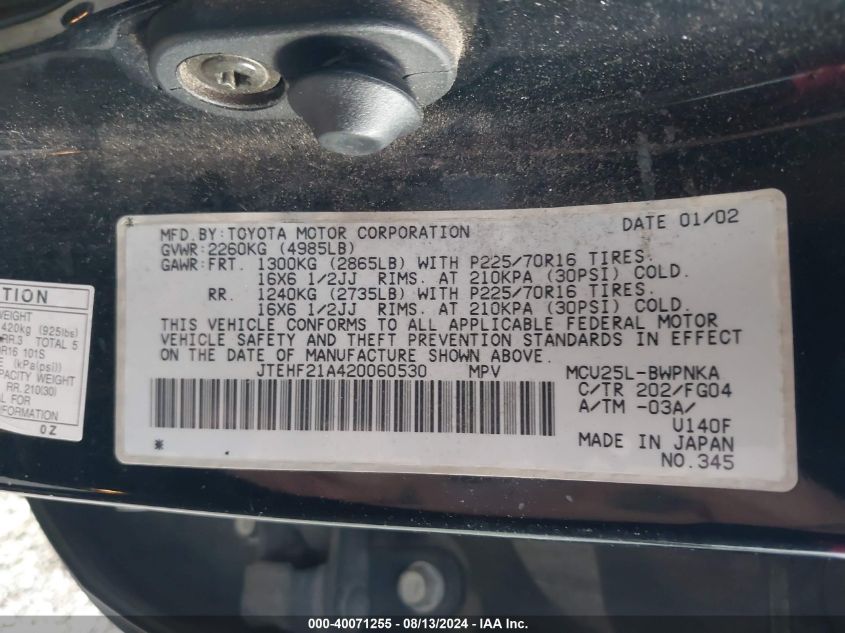 MFD. BY: TOYOTA MOTOR CORPORATION DATE 01/02
GVWR: 2260KG (4985LB)
GAWR: FRT. 1300KG (2865LB) WITH P225/70R16 TIRES.
16X6 1/2JJ RIMS. AT 210KPA (30PSI) COLD.
RR. 1240KG (2735LB) WITH P225/70R16 TIRES.
16X6 1/2JJ RIMS. AT 210KPA (30PSI) COLD.
THIS VEHICLE CONFORMS TO ALL APPLICABLE FEDERAL MOTOR
VEHICLE SAFETY AND THEFT PREVENTION STANDARDS IN EFFECT
ON THE DATE OF MANUFACTURE SHOWN ABOVE.
JTEHF21A420060530 MPV MCU25L-BWPNKA
C/TR 202/FG04
A/TM -03A/
U140F
MADE IN JAPAN
NO.345
TION
WEIGHT
420kg (925lbs)
RR.3 TOTAL 5
R16 101S
E (kPa(psi))
PACITY WEIGHT
RR. 210(30)
AL FOR
INFORMATION
0Z
000-40071255 - 08/13/2024 - IAA Inc.